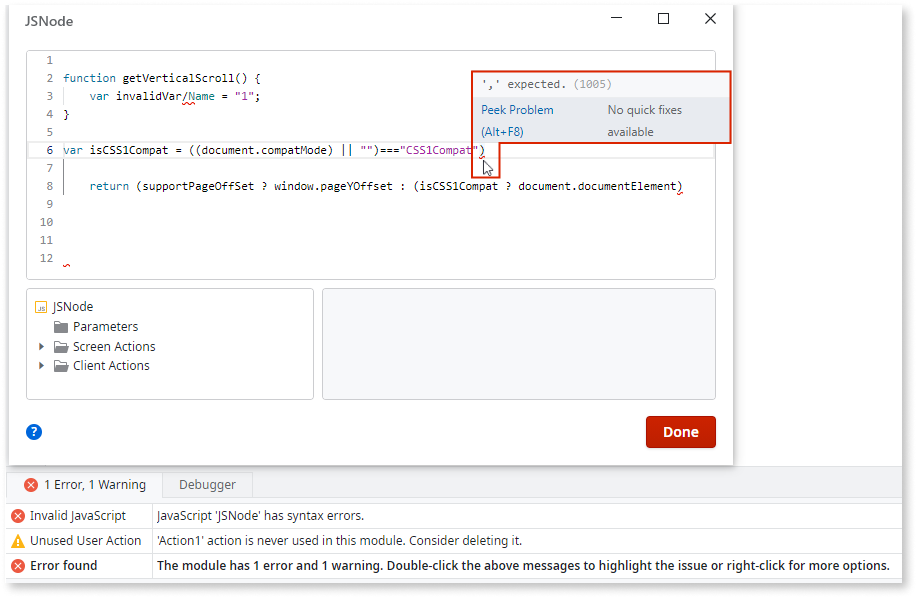 JSNode
1
2 function getVerticalScroll() {
3 var invalidVar/Name = "1";
4 }
5
6 var isCSS1Compat = ((document.compatMode) || "")==="CSS1Compat")
7
8 return (supportPageOffSet ? window.pageYOffset : (isCSS1Compat ? document.documentElement)
9
10
11
12
',' expected. (1005)
Peek Problem
(Alt+F8)
No quick fixes
available
JSNode
Parameters
Screen Actions
Client Actions
?
Done
1 Error, 1 Warning Debugger
Invalid JavaScript JavaScript 'JSNode' has syntax errors.
Unused User Action 'Action1' action is never used in this module. Consider deleting it.
Error found The module has 1 error and 1 warning. Double-click the above messages to highlight the issue or right-click for more options.